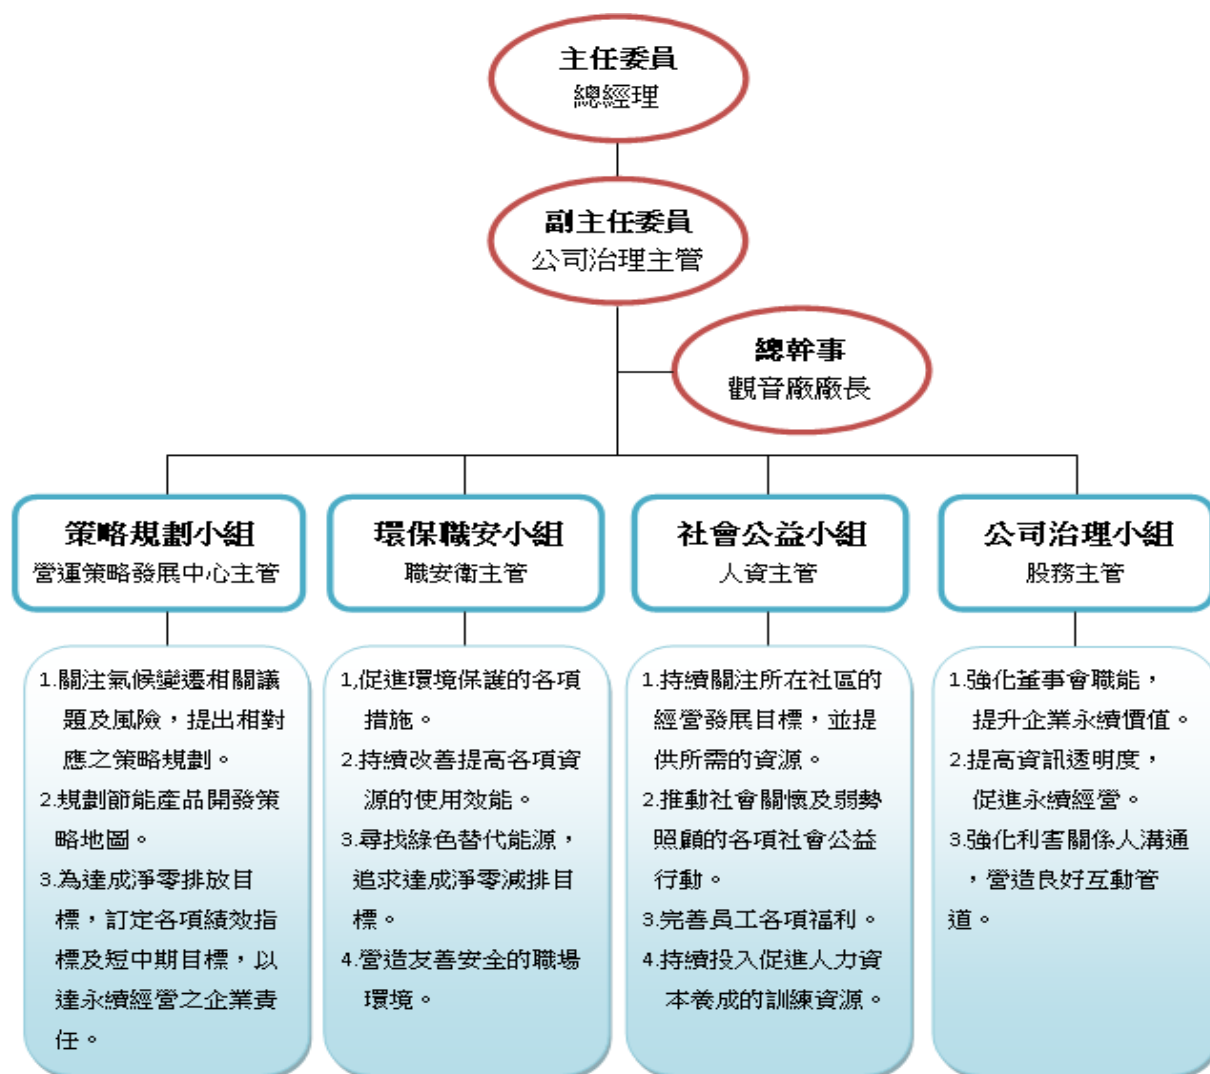 主任委員
總經理
副主任委員
公司治理主管
總幹事
觀音廠廠長
策略規劃小組
營運策略發展中心主管
環保職安小組
職安衛主管
社會公益小組
人資主管
公司治理小組
股務主管
1.關注氣候變遷相關議
題及風險，提出相對
應之策略規劃。
2.規劃節能產品開發策
略地圖。
3.為達成淨零排放目
標，訂定各項績效指
標及短中期目標，以
達永續經營之企業責
任。
1,促進環境保護的各項
措施。
2.持續改善提高各項資
源的使用效能。
3.尋找綠色替代能源，
追求達成淨零減排目
標。
4.營造友善安全的職場
環境。
1.持續關注所在社區的
經營發展目標，並提
供所需的資源。
2.推動社會關懷及弱勢
照顧的各項社會公益
行動。
3.完善員工各項福利。
4.持續投入促進人力資
本養成的訓練資源。
1.強化董事會職能，
提升企業永續價值。
2.提高資訊透明度，
促進永續經營。
3.強化利害關係人溝通
，營造良好互動管
道。